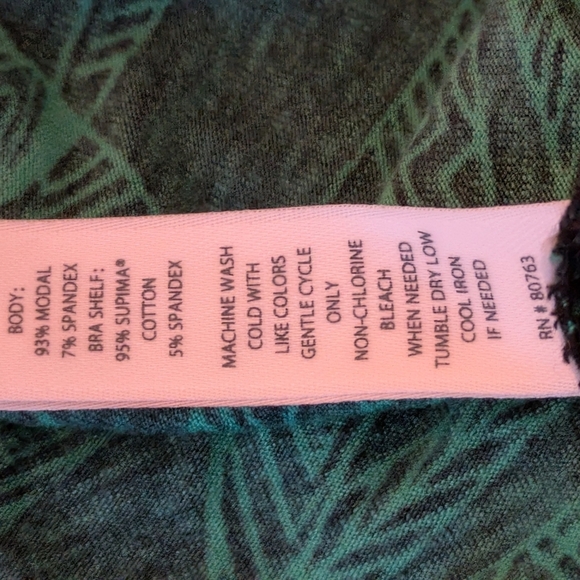 BODY:
93% MODAL
7% SPANDEX
BRA SHELF:
95% SUPIMA®
COTTON
5% SPANDEX
MACHINE WASH
COLD WITH
LIKE COLORS
GENTLE CYCLE
ONLY
NON-CHLORINE
BLEACH
WHEN NEEDED
TUMBLE DRY LOW
COOL IRON
IF NEEDED
RN # 80763